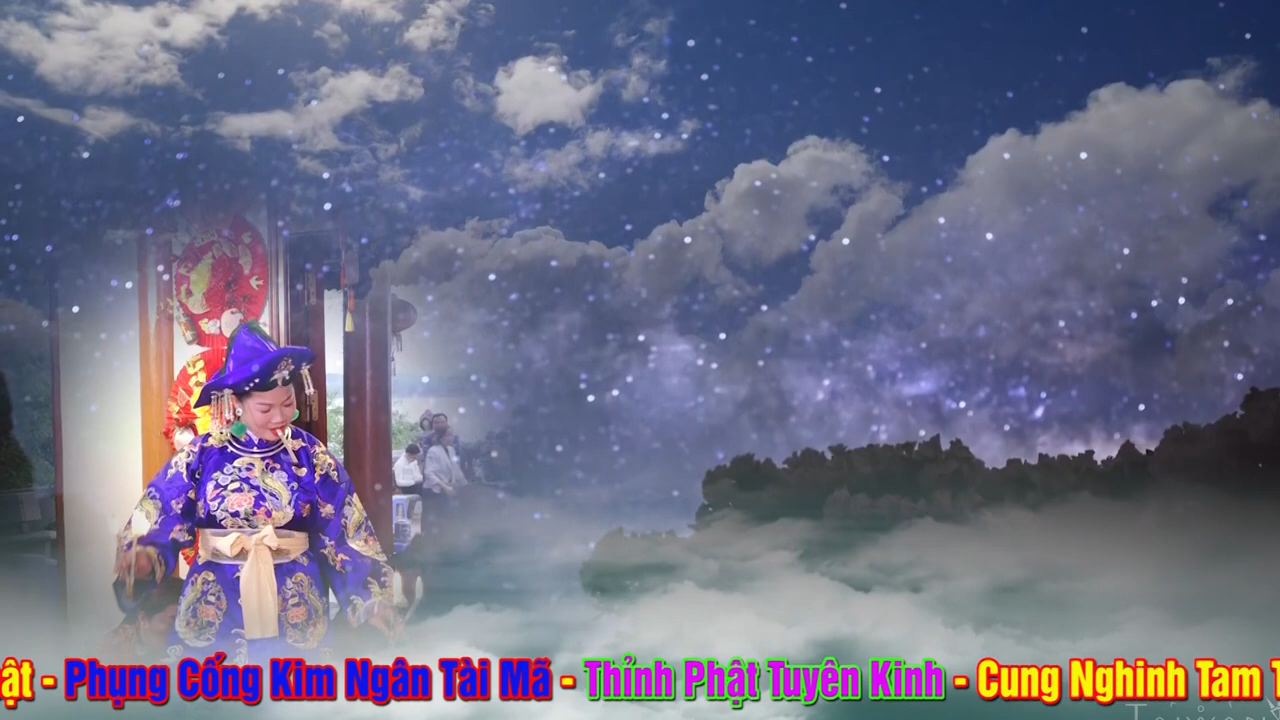 ật - Phụng Cống Kim Ngân Tài Mã - Thỉnh Phật Tuyên Kinh - Cung Nghinh Tam T